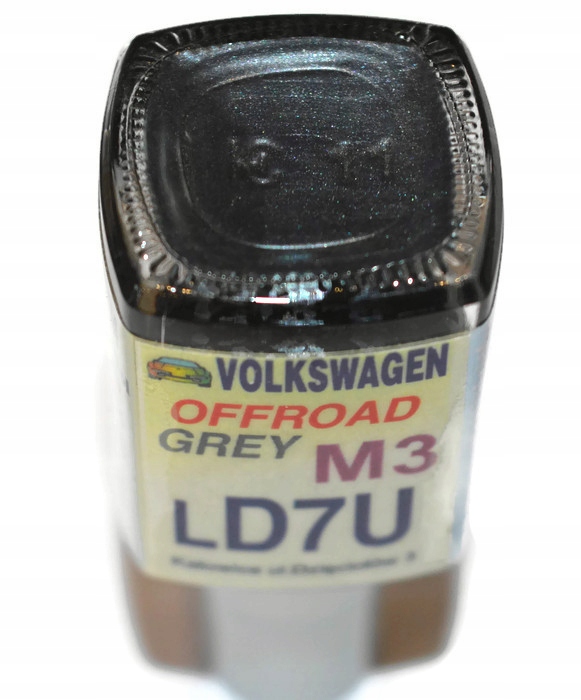 VOLKSWAGEN
OFFROAD
GREY M3
LD7U